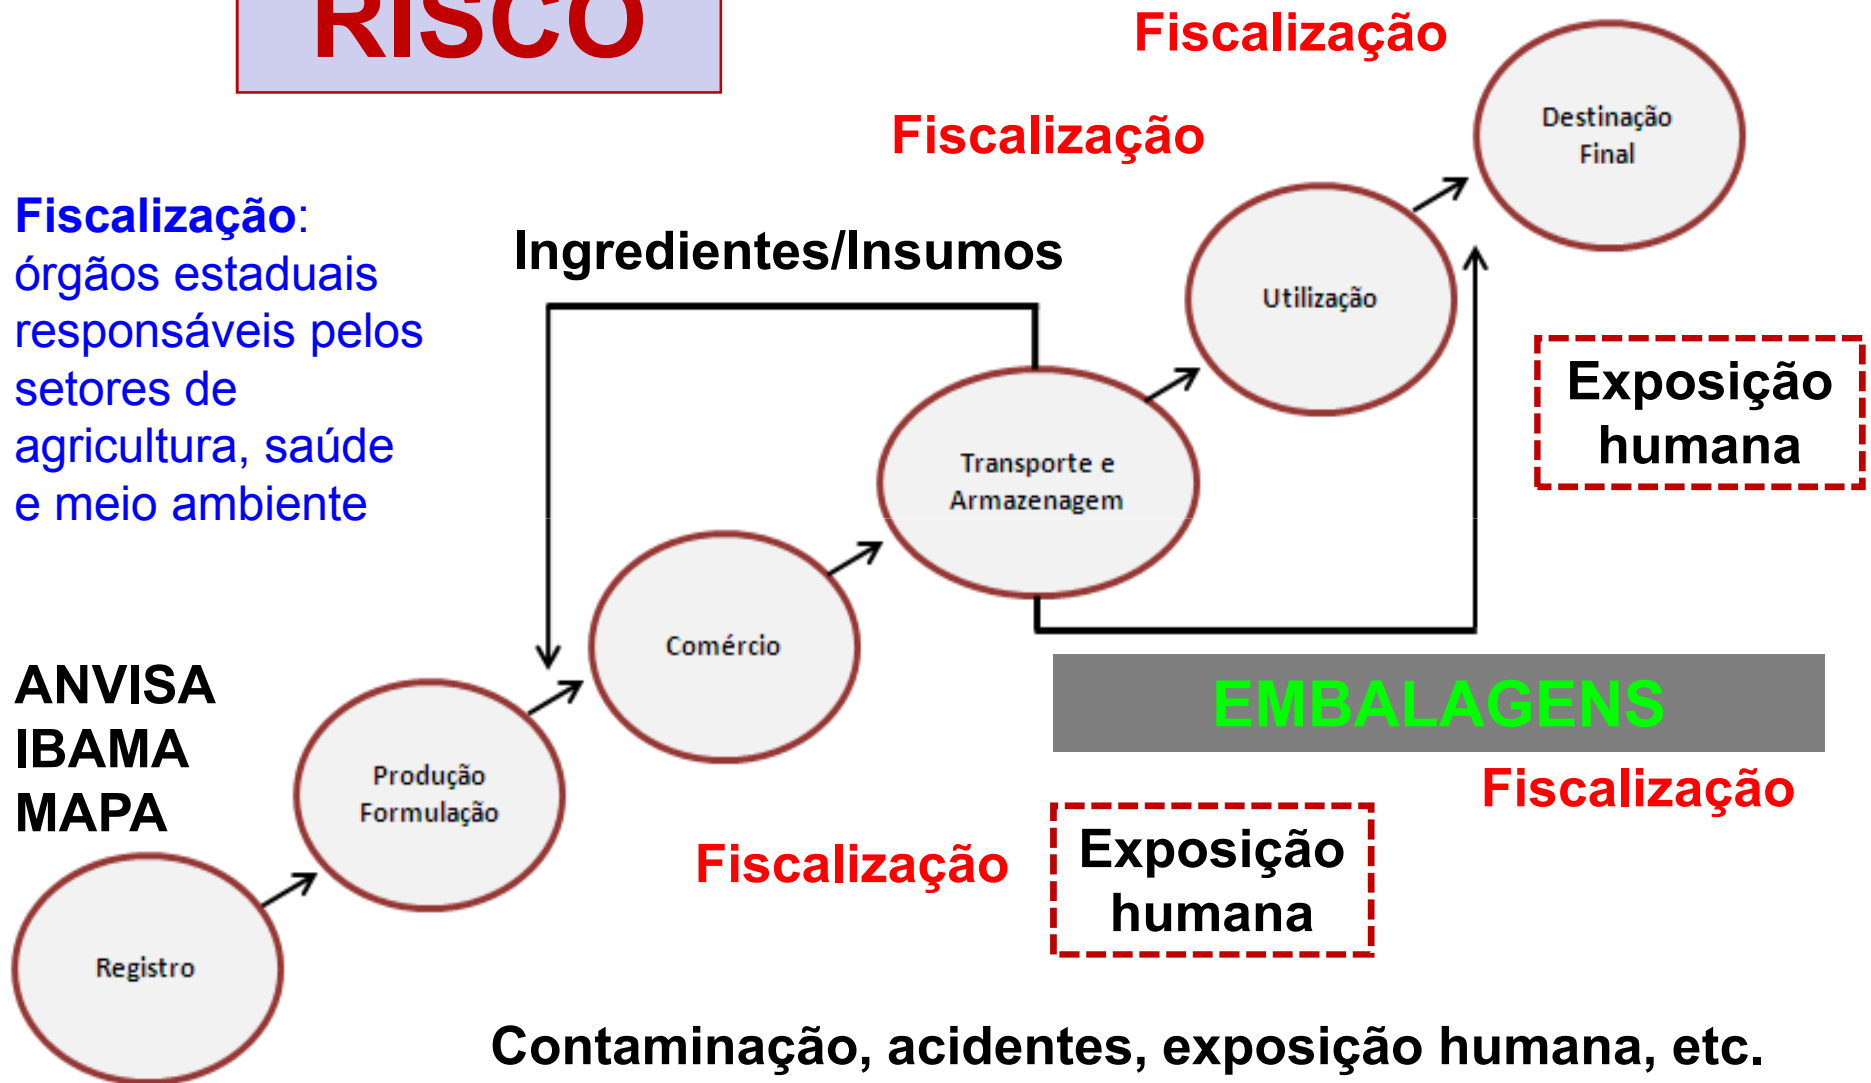 RISCO
Fiscalização
Destinação
Final
Fiscalização
Fiscalização:
órgãos estaduais
responsáveis pelos
setores de
agricultura, saúde
e meio ambiente
Ingredientes/Insumos
Utilização
Exposição
humana
Transporte e
Armazenagem
Comércio
EMBALAGENS
ANVISA
IBAMA
MAPA
Produção
Formulação
Fiscalização
Fiscalização
Exposição
humana
Registro
Contaminação, acidentes, exposição humana, etc.